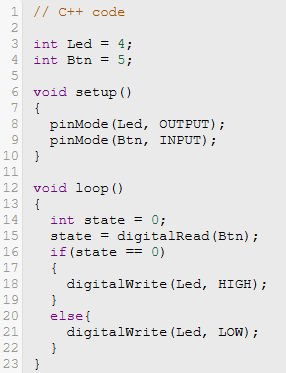 1 // C++ code
2
3 int Led = 4;
4 int Btn = 5;
5
6 void setup()
7 {
8   pinMode(Led, OUTPUT);
9   pinMode(Btn, INPUT);
10 }
11
12 void loop()
13 {
14   int state = 0;
15   state = digitalRead(Btn);
16   if(state == 0)
17   {
18     digitalWrite(Led, HIGH);
19   }
20   else{
21     digitalWrite(Led, LOW);
22   }
23 }